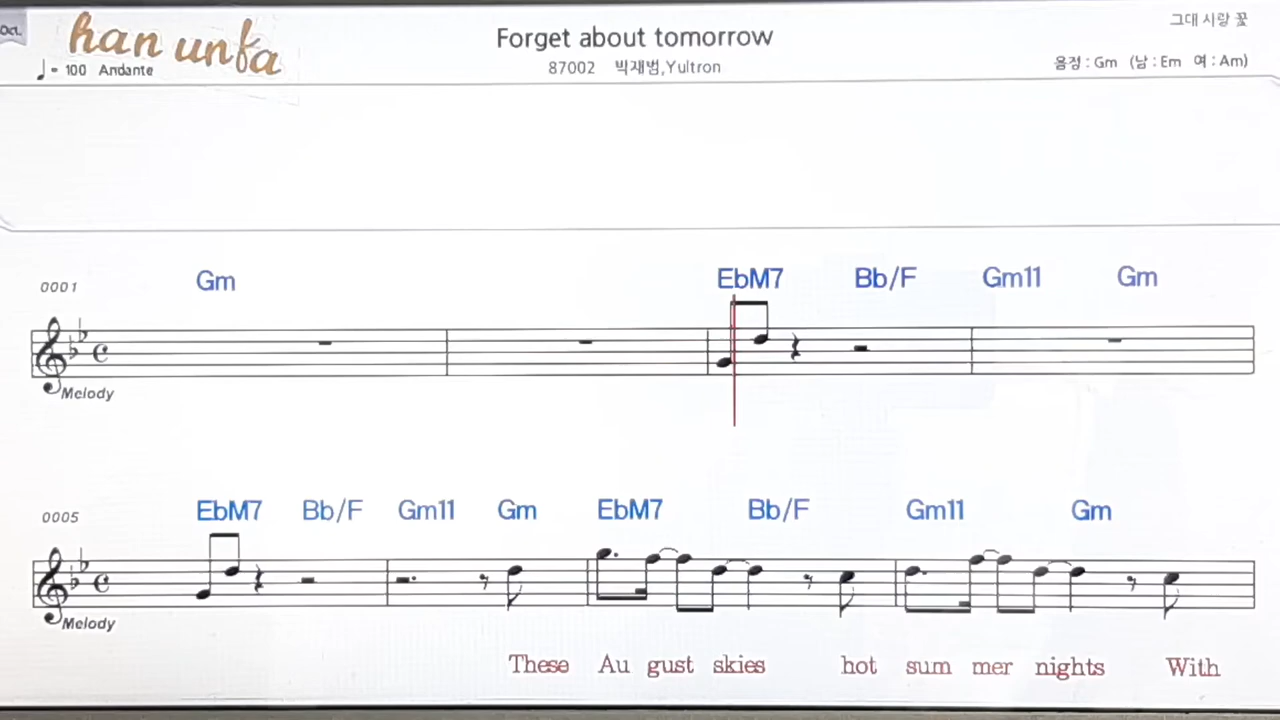 Oct.
han unfa
Forget about tomorrow
그대 사랑 꽃
♩= 100 Andante
87002 박재범,Yultron
음정 : Gm (남 : Em 여 : Am)
0001 Gm EbM7 Bb/F Gm11 Gm
Melody
0005 EbM7 Bb/F Gm11 Gm EbM7 Bb/F Gm11 Gm
Melody
These Au gust skies hot sum mer nights With